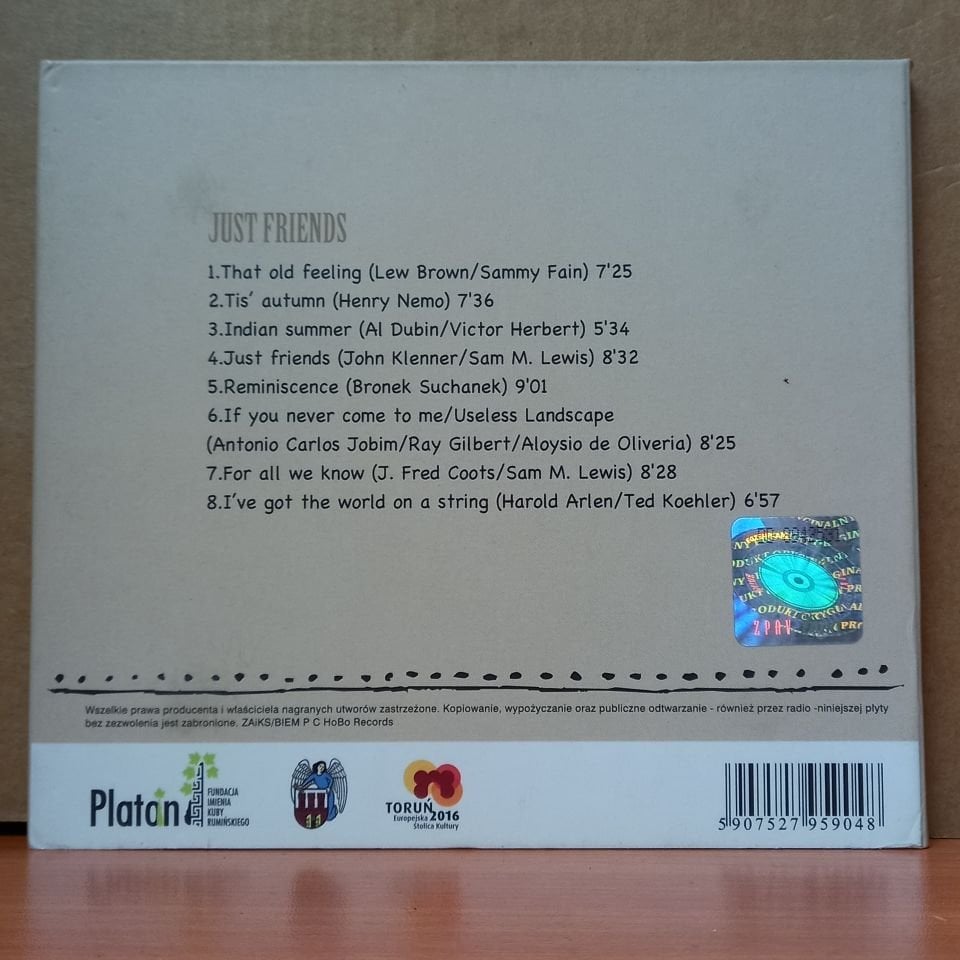 JUST FRIENDS
1.That old feeling (Lew Brown/Sammy Fain) 7'25
2.Tis' autumn (Henry Nemo) 7'36
3.Indian summer (Al Dubin/Victor Herbert) 5'34
4.Just friends (John Klenner/Sam M. Lewis) 8'32
5.Reminiscence (Bronek Suchanek) 9'01
6.If you never come to me/Useless Landscape
(Antonio Carlos Jobim/Ray Gilbert/Aloysio de Oliveria) 8'25
7.For all we know (J. Fred Coots/Sam M. Lewis) 8'28
8.I've got the world on a string (Harold Arlen/Ted Koehler) 6'57
ZPAV
Wszelkie prawa producenta i właściciela nagranych utworów zastrzeżone. Kopiowanie, wypożyczanie oraz publiczne odtwarzanie - również przez radio -niniejszej płyty
bez zezwolenia jest zabronione. ZAiKS/BIEM P C HoBo Records
Platon
FUNDACJA
IMIENIA
KUBY
RUMIŃSKIEGO
TORUŃ 2016
Europejska
Stolica Kultury
5907527959048